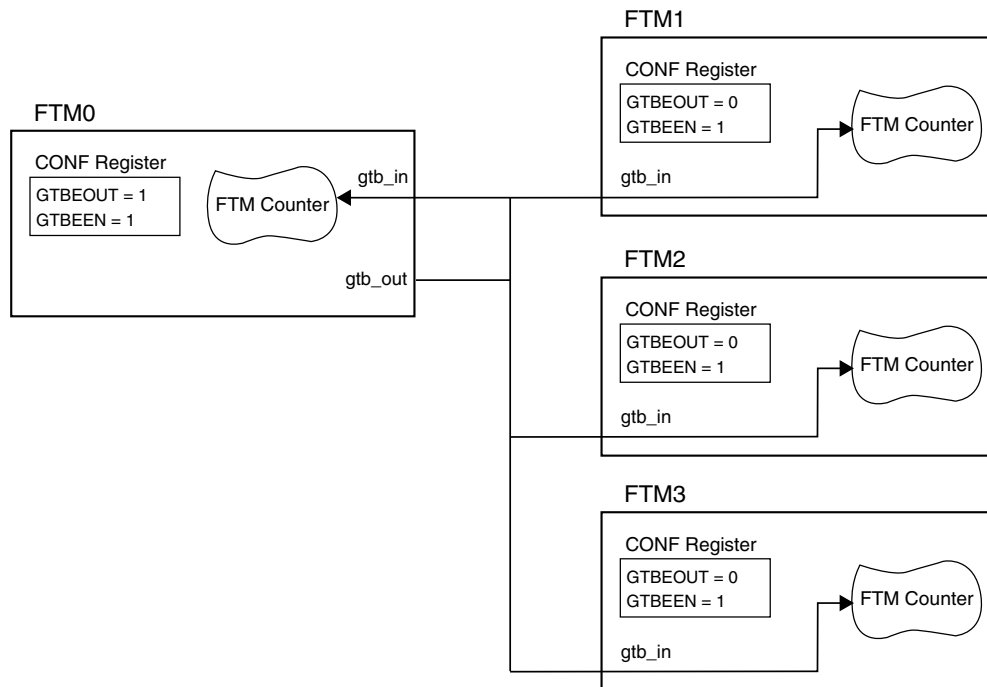 FTM0
CONF Register
GTBEOUT = 1
GTBEEN = 1
FTM Counter
gtb_in
gtb_out
FTM1
CONF Register
GTBEOUT = 0
GTBEEN = 1
FTM Counter
gtb_in
FTM2
CONF Register
GTBEOUT = 0
GTBEEN = 1
FTM Counter
gtb_in
FTM3
CONF Register
GTBEOUT = 0
GTBEEN = 1
FTM Counter
gtb_in